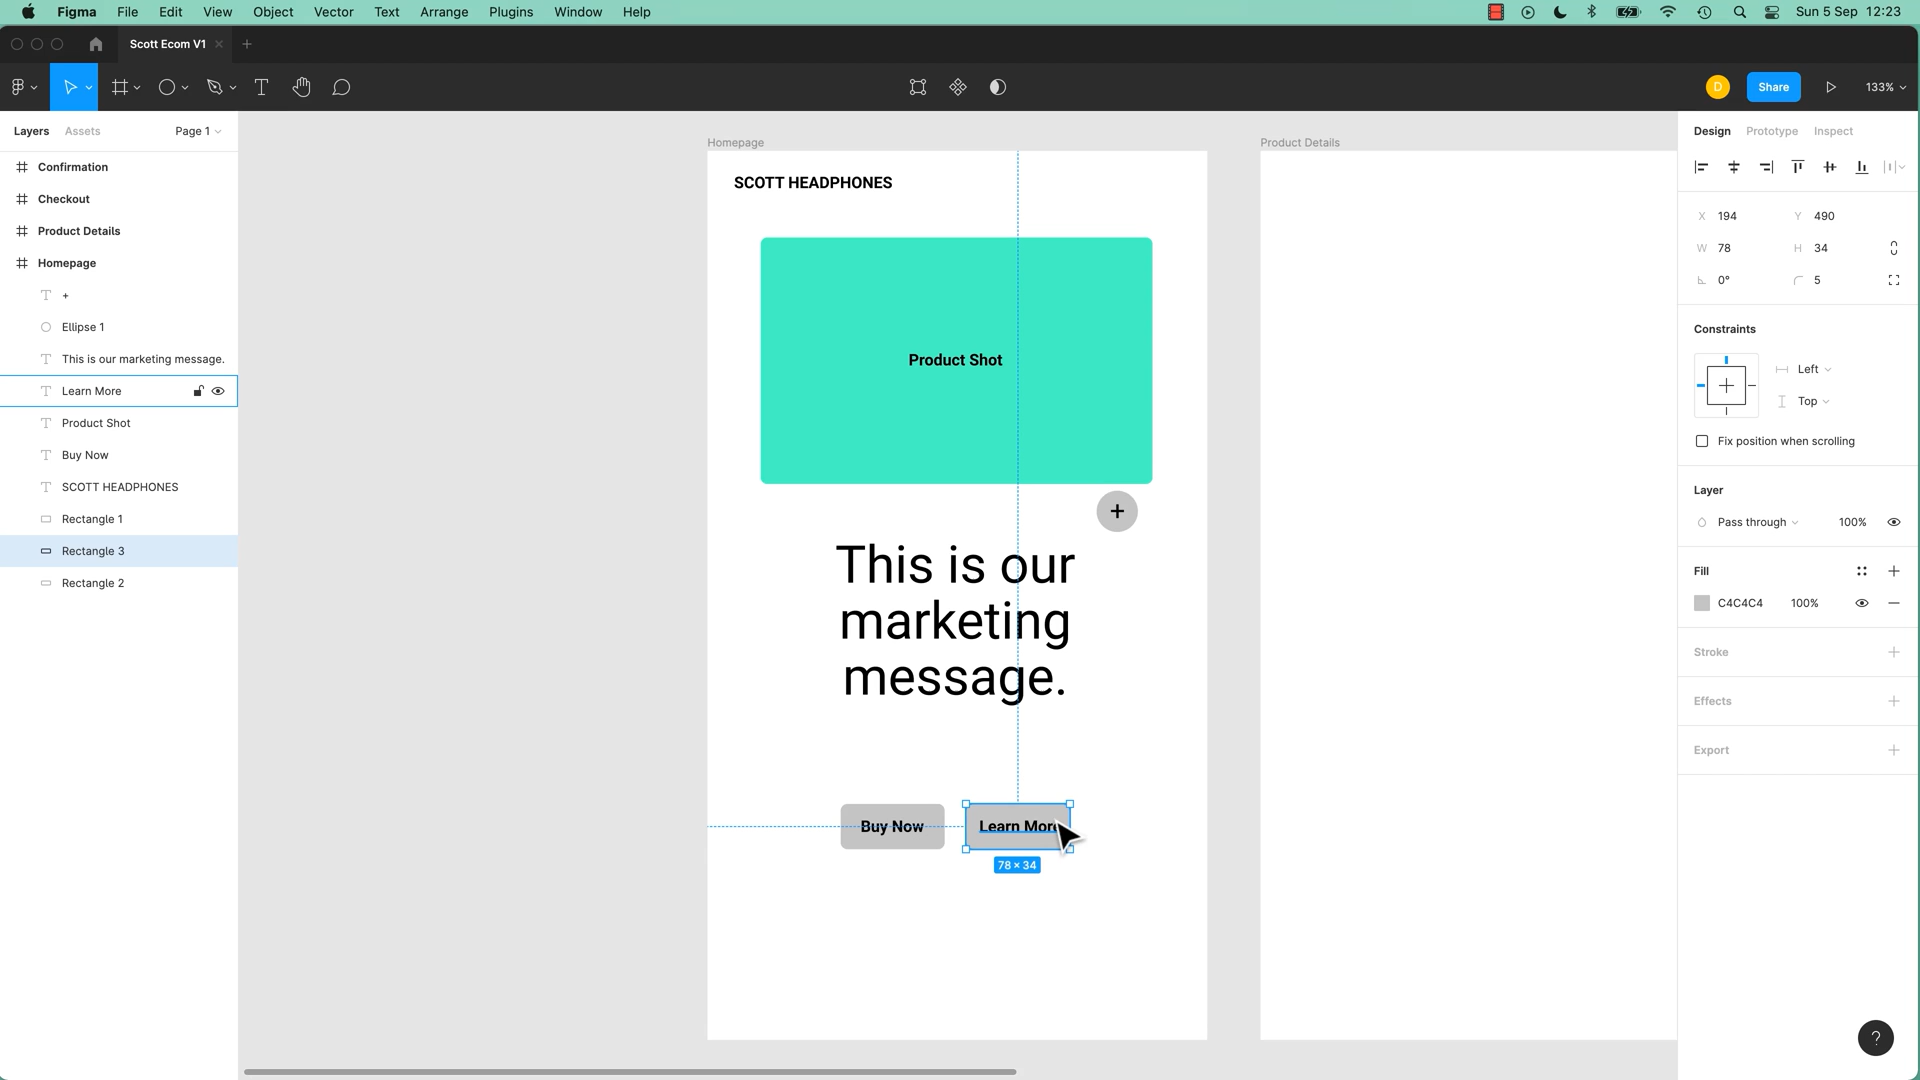 Figma File Edit View Object Vector Text Arrange Plugins Window Help Sun 5 Sep 12:23
Scott Ecom V1
D Share 133%
Layers Assets Page 1
Confirmation
Checkout
Product Details
Homepage
+
Ellipse 1
This is our marketing message.
Learn More
Product Shot
Buy Now
SCOTT HEADPHONES
Rectangle 1
Rectangle 3
Rectangle 2
Homepage
SCOTT HEADPHONES
Product Shot
+
This is our
marketing
message.
Buy Now Learn More
78 × 34
Product Details
Design Prototype Inspect
X 194 Y 490
W 78 H 34
0° 5
Constraints
Left
Top
Fix position when scrolling
Layer
Pass through 100%
Fill
C4C4C4 100%
Stroke
Effects
Export
?